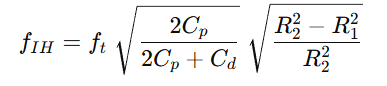 $f_{IH} = f_t \sqrt{\frac{2C_p}{2C_p + C_d}} \sqrt{\frac{R_2^2 - R_1^2}{R_2^2}}$